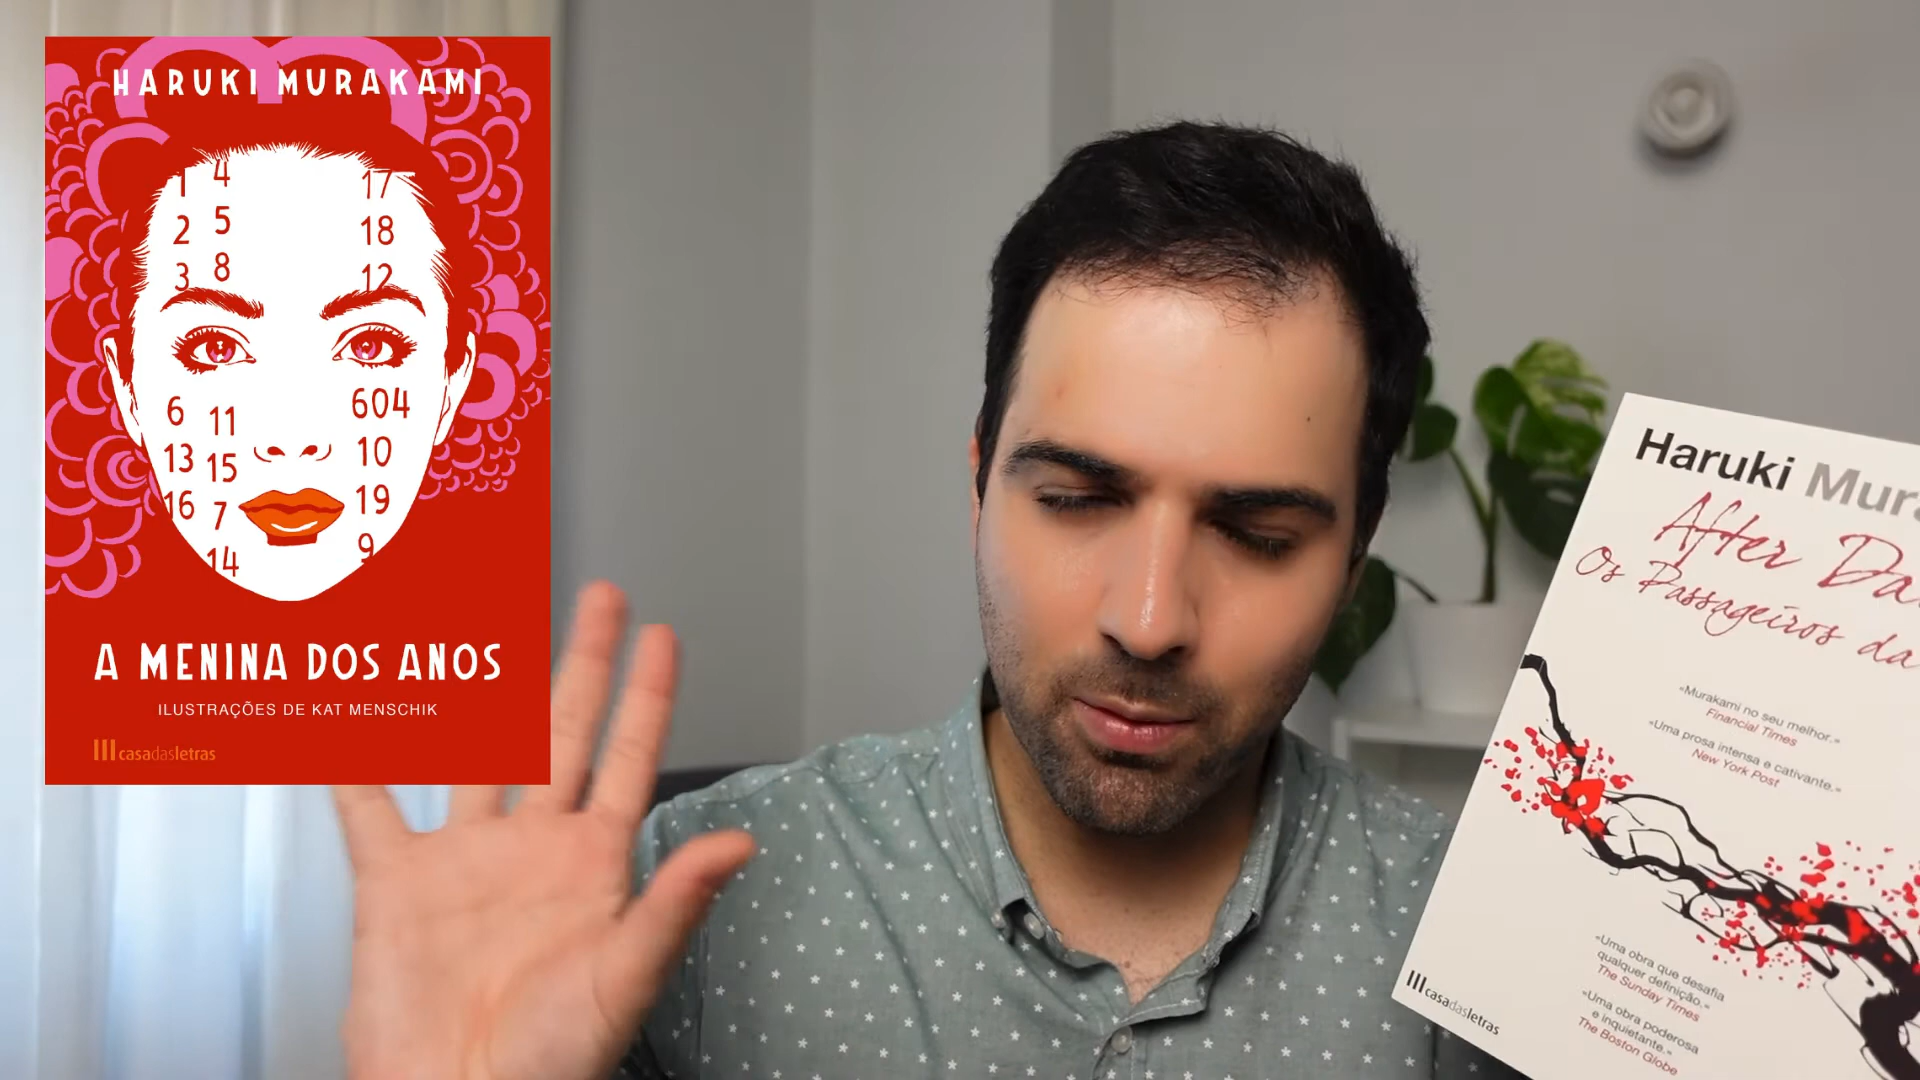 HARUKI MURAKAMI
1 4 17
2 5 18
3 8 12
6 11 604
13 15 10
16 7 19
14 9
A MENINA DOS ANOS
ILUSTRAÇÕES DE KAT MENSCHIK
casadasletras
Haruki
After
Os Passageiros da
«Murakami no seu melhor.»
Financial Times
«Uma prosa intensa e cativante.»
New York Post
«Uma obra que desafia
qualquer definição.»
The Sunday Times
«Uma obra poderosa
e inquietante.»
The Boston Globe
casadasletras